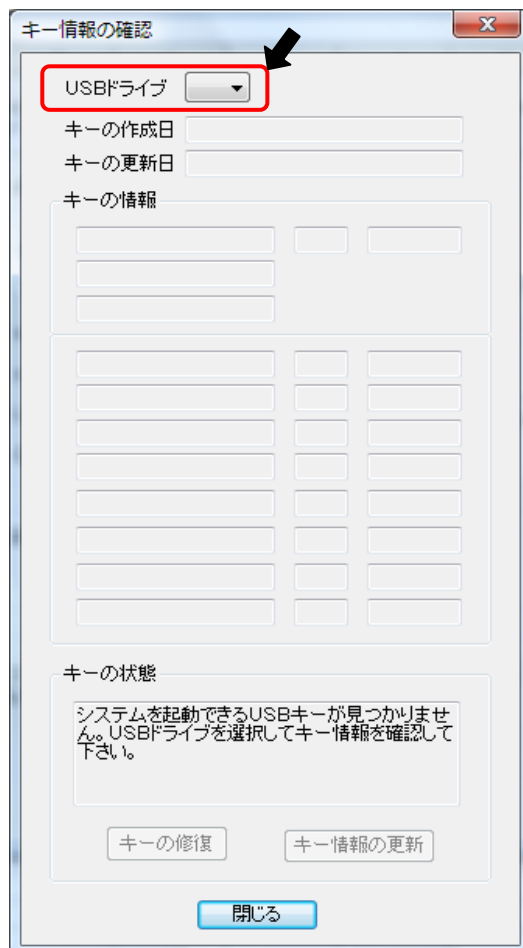 キー情報の確認
USBドライブ
キーの作成日
キーの更新日
キーの情報
キーの状態
システムを起動できるUSBキーが見つかりませ
ん。USBドライブを選択してキー情報を確認して
下さい。
キーの修復
キー情報の更新
閉じる